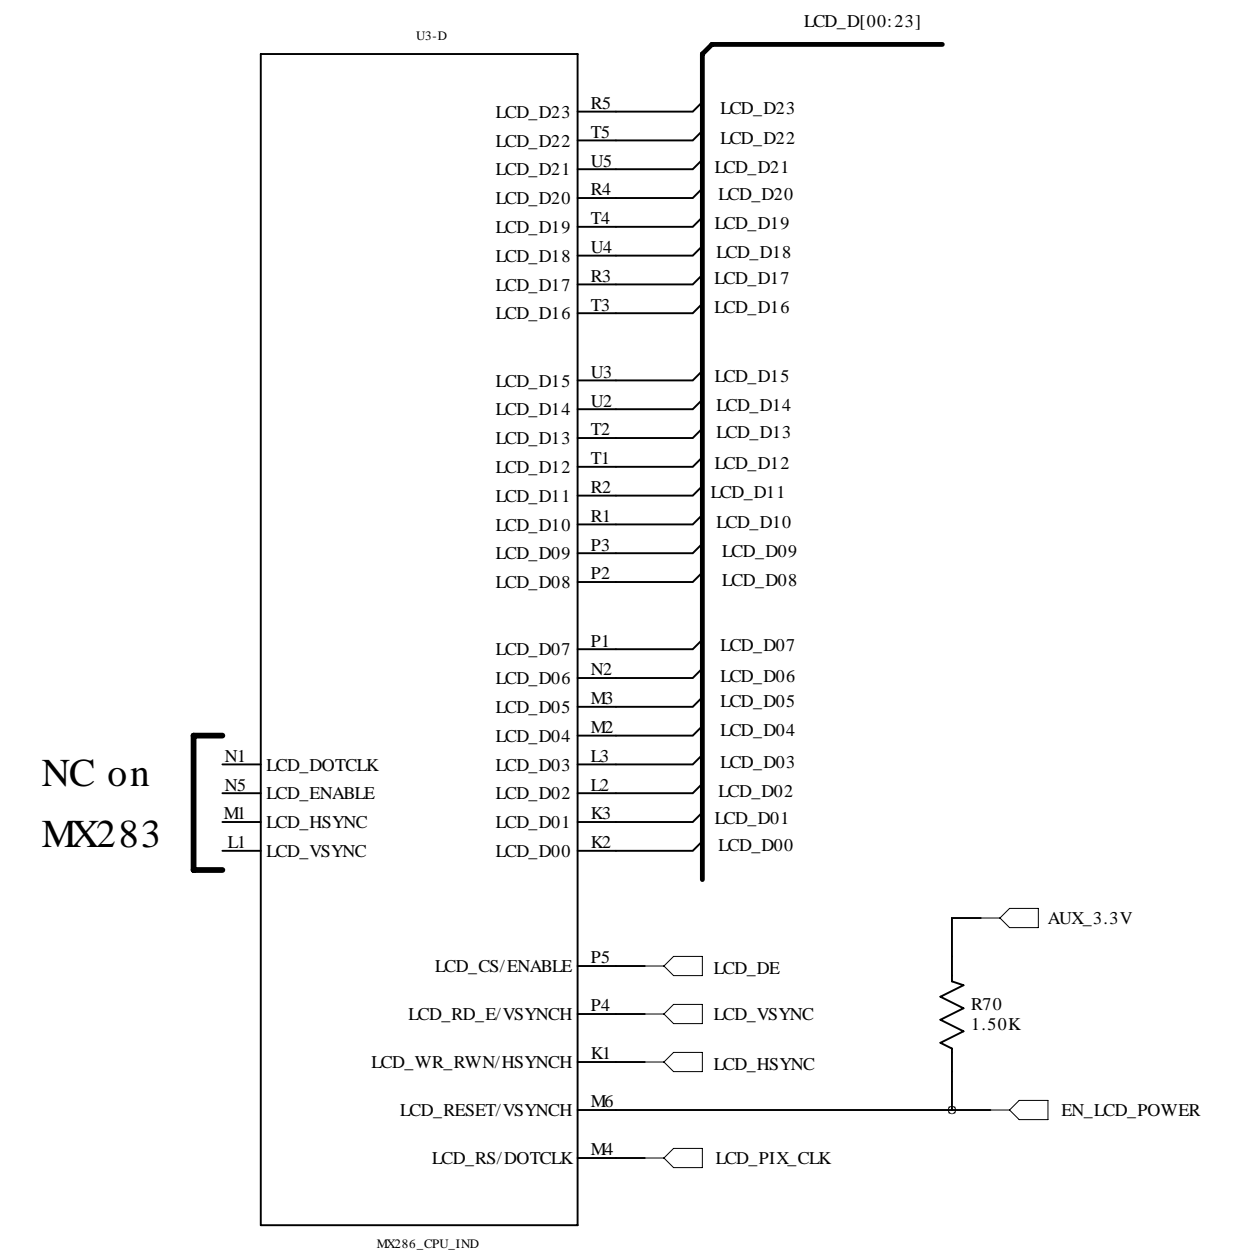 LCD_D[00:23]
U3-D
LCD_D23 R5 LCD_D23
LCD_D22 T5 LCD_D22
LCD_D21 U5 LCD_D21
LCD_D20 R4 LCD_D20
LCD_D19 T4 LCD_D19
LCD_D18 U4 LCD_D18
LCD_D17 R3 LCD_D17
LCD_D16 T3 LCD_D16
LCD_D15 U3 LCD_D15
LCD_D14 U2 LCD_D14
LCD_D13 T2 LCD_D13
LCD_D12 T1 LCD_D12
LCD_D11 R2 LCD_D11
LCD_D10 R1 LCD_D10
LCD_D09 P3 LCD_D09
LCD_D08 P2 LCD_D08
LCD_D07 P1 LCD_D07
LCD_D06 N2 LCD_D06
LCD_D05 M3 LCD_D05
LCD_D04 M2 LCD_D04
NC on
MX283
N1 LCD_DOTCLK LCD_D03 L3 LCD_D03
N5 LCD_ENABLE LCD_D02 L2 LCD_D02
M1 LCD_HSYNC LCD_D01 K3 LCD_D01
L1 LCD_VSYNC LCD_D00 K2 LCD_D00
AUX_3.3V
LCD_CS/ENABLE P5 LCD_DE
R70
1.50K
LCD_RD_E/VSYNCH P4 LCD_VSYNC
LCD_WR_RWN/HSYNCH K1 LCD_HSYNC
LCD_RESET/VSYNCH M6 EN_LCD_POWER
LCD_RS/DOTCLK M4 LCD_PIX_CLK
MX286_CPU_IND